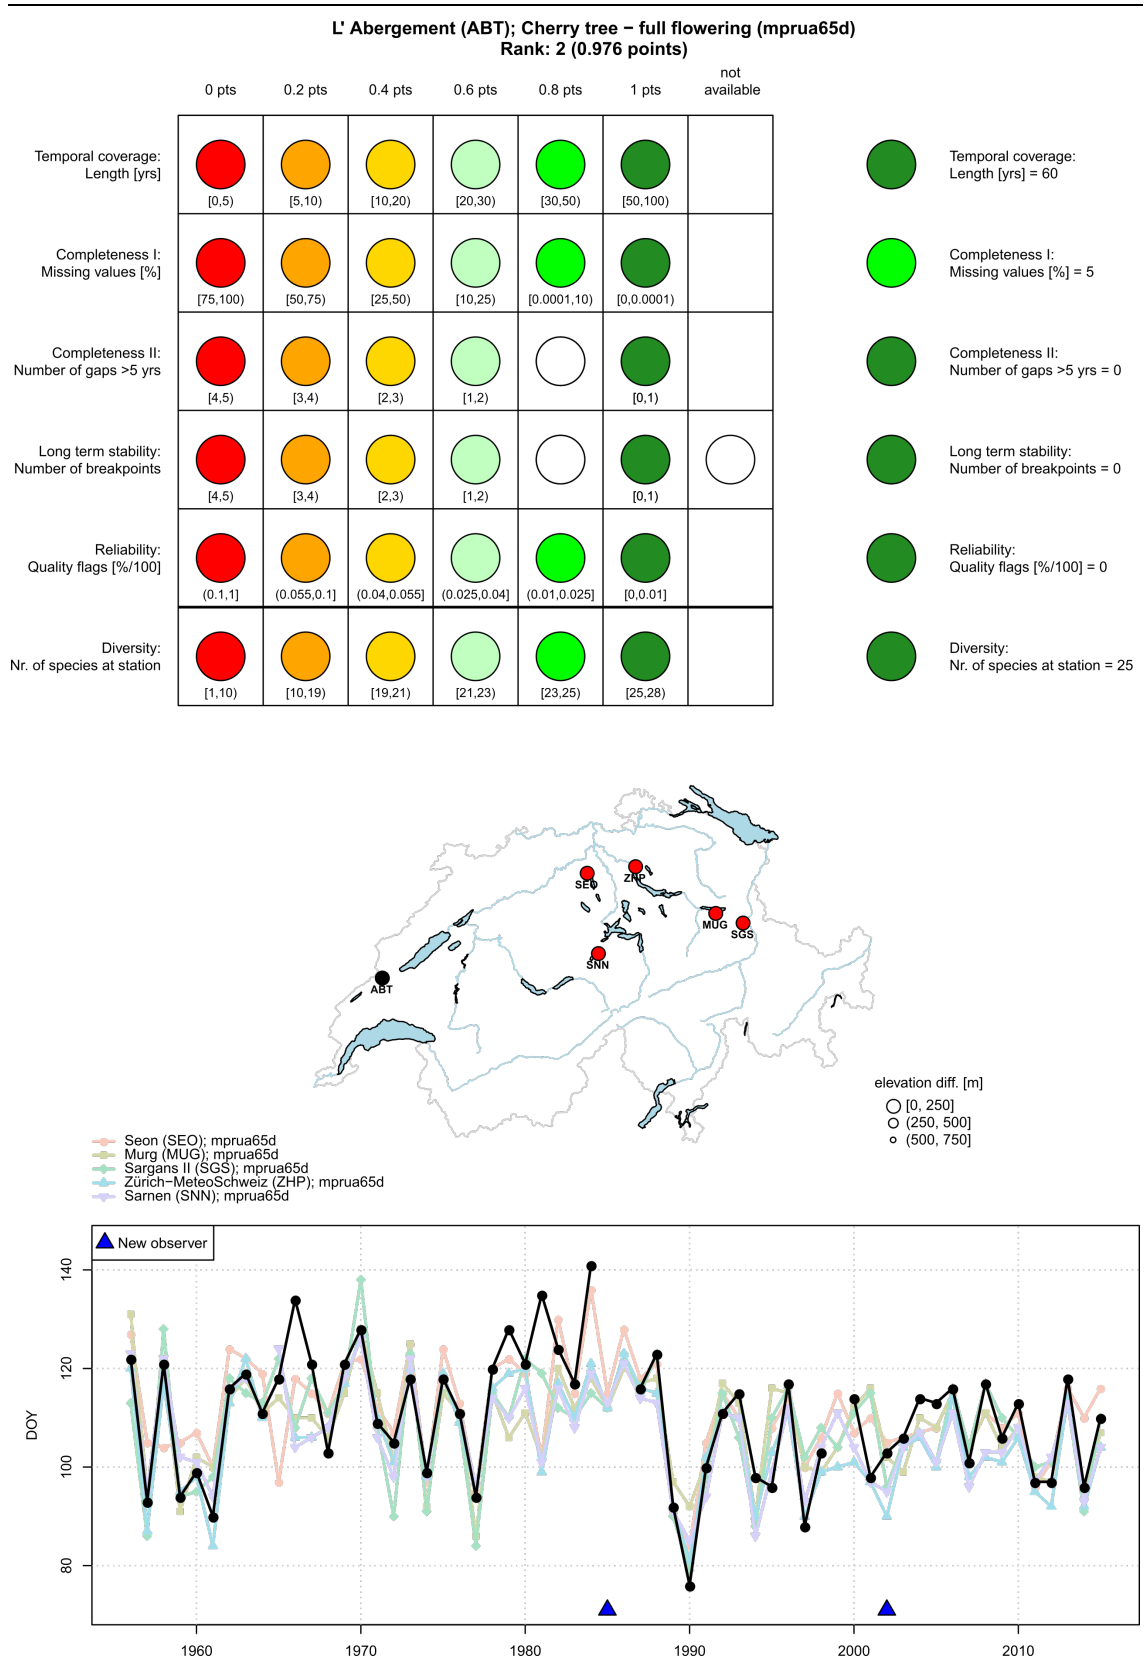 L' Abergement (ABT); Cherry tree − full flowering (mprua65d)
Rank: 2 (0.976 points)
0 pts 0.2 pts 0.4 pts 0.6 pts 0.8 pts 1 pts not available
Temporal coverage:
Length [yrs]
[0,5) [5,10) [10,20) [20,30) [30,50) [50,100)
Temporal coverage:
Length [yrs] = 60
Completeness I:
Missing values [%]
[75,100) [50,75) [25,50) [10,25) [0.0001,10) [0,0.0001)
Completeness I:
Missing values [%] = 5
Completeness II:
Number of gaps >5 yrs
[4,5) [3,4) [2,3) [1,2) [0,1)
Completeness II:
Number of gaps >5 yrs = 0
Long term stability:
Number of breakpoints
[4,5) [3,4) [2,3) [1,2) [0,1)
Long term stability:
Number of breakpoints = 0
Reliability:
Quality flags [%/100]
(0.1,1] (0.055,0.1] (0.04,0.055] (0.025,0.04] (0.01,0.025] [0,0.01]
Reliability:
Quality flags [%/100] = 0
Diversity:
Nr. of species at station
[1,10) [10,19) [19,21) [21,23) [23,25) [25,28)
Diversity:
Nr. of species at station = 25
SEO
ZHP
MUG
SGS
SNN
ABT
elevation diff. [m]
[0, 250]
(250, 500]
(500, 750]
Seon (SEO); mprua65d
Murg (MUG); mprua65d
Sargans II (SGS); mprua65d
Zürich−MeteoSchweiz (ZHP); mprua65d
Sarnen (SNN); mprua65d
New observer
DOY
140
120
100
80
1960 1970 1980 1990 2000 2010